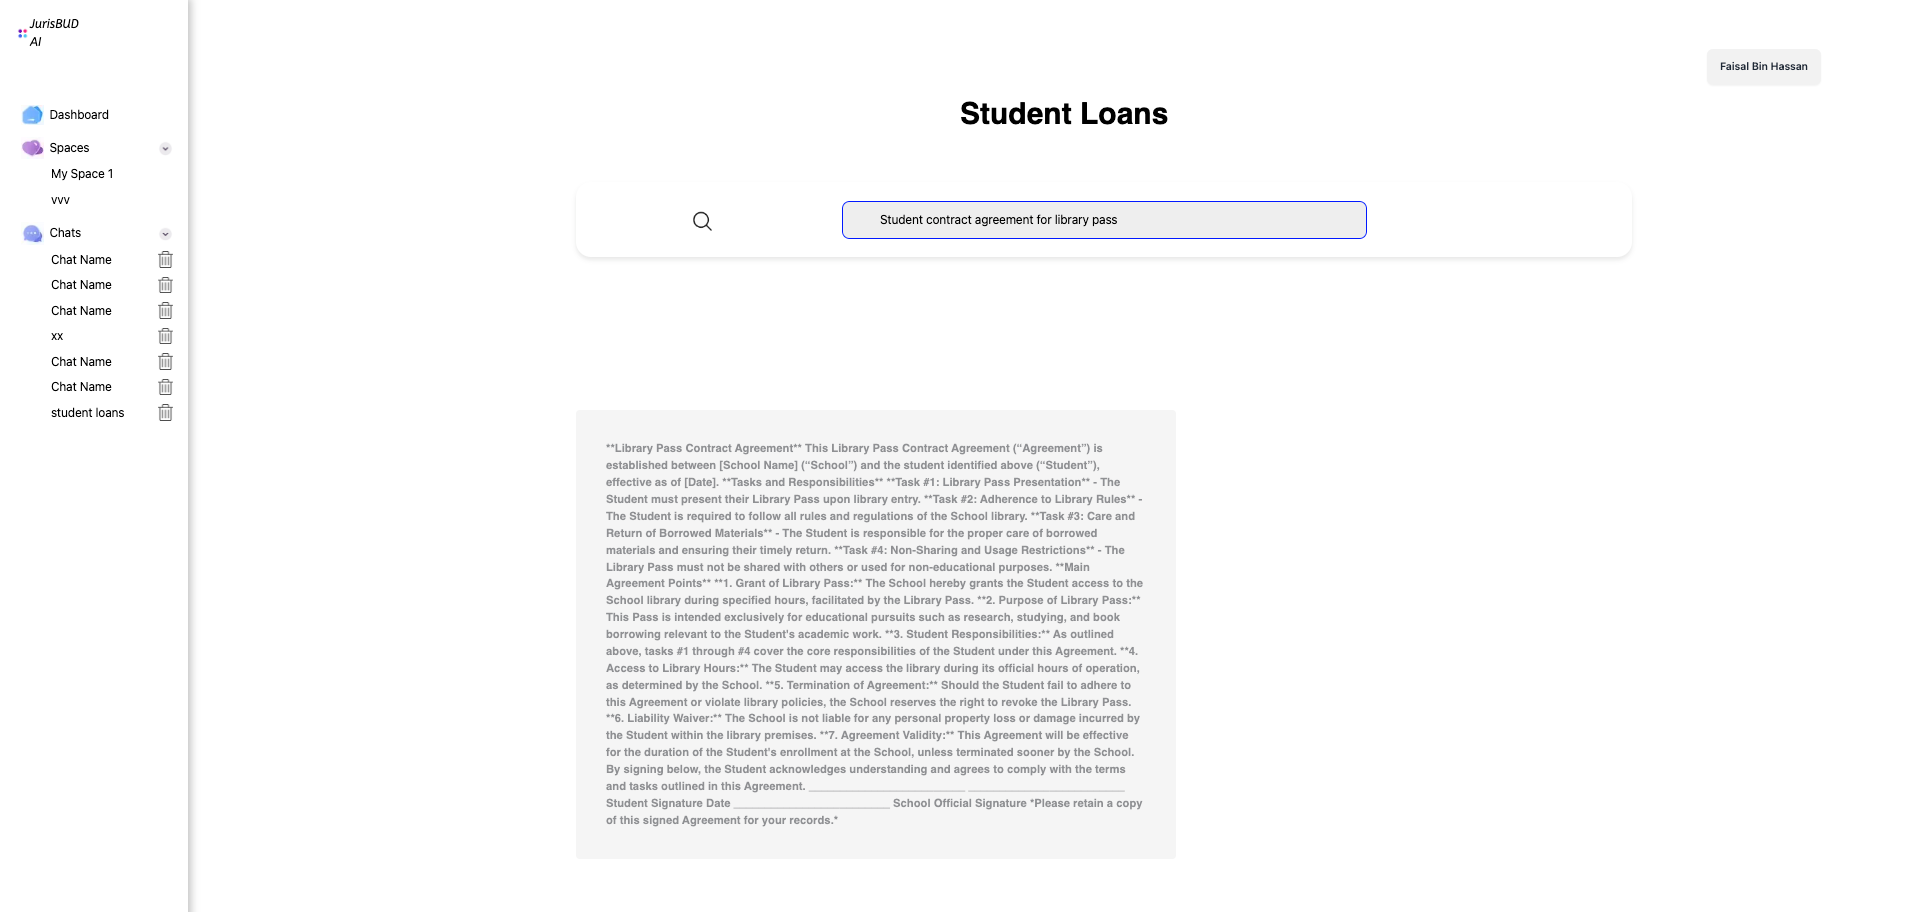 JurisBUD
AI
Dashboard
Spaces
My Space 1
vvv
Chats
Chat Name
Chat Name
Chat Name
xx
Chat Name
Chat Name
student loans
Faisal Bin Hassan
Student Loans
Student contract agreement for library pass
**Library Pass Contract Agreement** This Library Pass Contract Agreement (“Agreement”) is
established between [School Name] (“School”) and the student identified above (“Student”),
effective as of [Date]. **Tasks and Responsibilities** **Task #1: Library Pass Presentation** - The
Student must present their Library Pass upon library entry. **Task #2: Adherence to Library Rules** -
The Student is required to follow all rules and regulations of the School library. **Task #3: Care and
Return of Borrowed Materials** - The Student is responsible for the proper care of borrowed
materials and ensuring their timely return. **Task #4: Non-Sharing and Usage Restrictions** - The
Library Pass must not be shared with others or used for non-educational purposes. **Main
Agreement Points** **1. Grant of Library Pass:** The School hereby grants the Student access to the
School library during specified hours, facilitated by the Library Pass. **2. Purpose of Library Pass:**
This Pass is intended exclusively for educational pursuits such as research, studying, and book
borrowing relevant to the Student's academic work. **3. Student Responsibilities:** As outlined
above, tasks #1 through #4 cover the core responsibilities of the Student under this Agreement. **4.
Access to Library Hours:** The Student may access the library during its official hours of operation,
as determined by the School. **5. Termination of Agreement:** Should the Student fail to adhere to
this Agreement or violate library policies, the School reserves the right to revoke the Library Pass.
**6. Liability Waiver:** The School is not liable for any personal property loss or damage incurred by
the Student within the library premises. **7. Agreement Validity:** This Agreement will be effective
for the duration of the Student's enrollment at the School, unless terminated sooner by the School.
By signing below, the Student acknowledges understanding and agrees to comply with the terms
and tasks outlined in this Agreement. __________________________ __________________________
Student Signature Date __________________________ School Official Signature *Please retain a copy
of this signed Agreement for your records.*